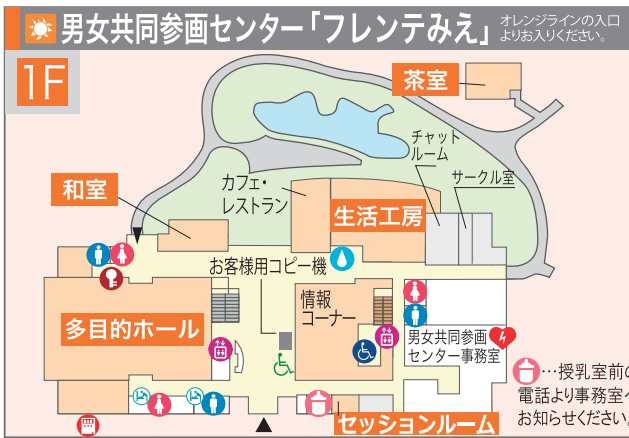 男女共同参画センター「フレンテみえ」
オレンジラインの入口
よりお入りください。
1F
茶室
チャット
ルーム
サークル室
カフェ・
レストラン
和室
生活工房
お客様用コピー機
情報
コーナー
多目的ホール
男女共同参画
センター事務室
…授乳室前の
電話より事務室へ
お知らせください。
セッションルーム